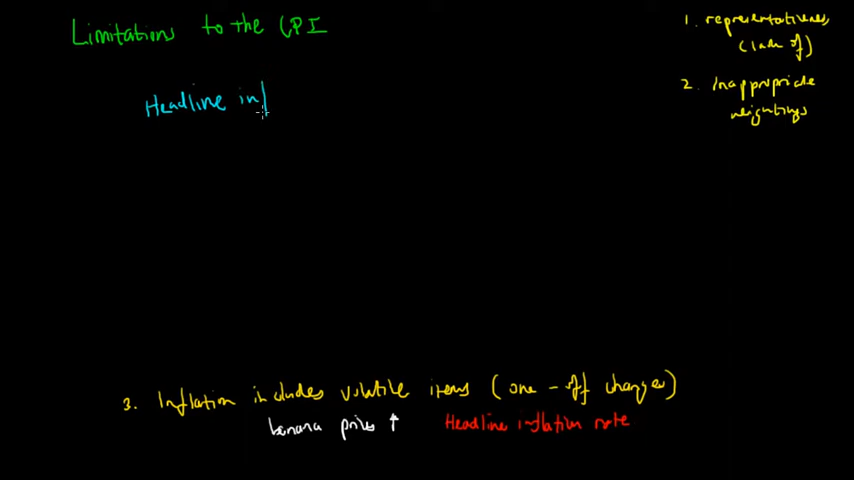 Limitations to the CPI
1. representativeness
(lack of)
2. Inappropriate
weightings
Headline inf
3. Inflation includes volatile items (one-off changes)
banana prices ↑ Headline inflation rate